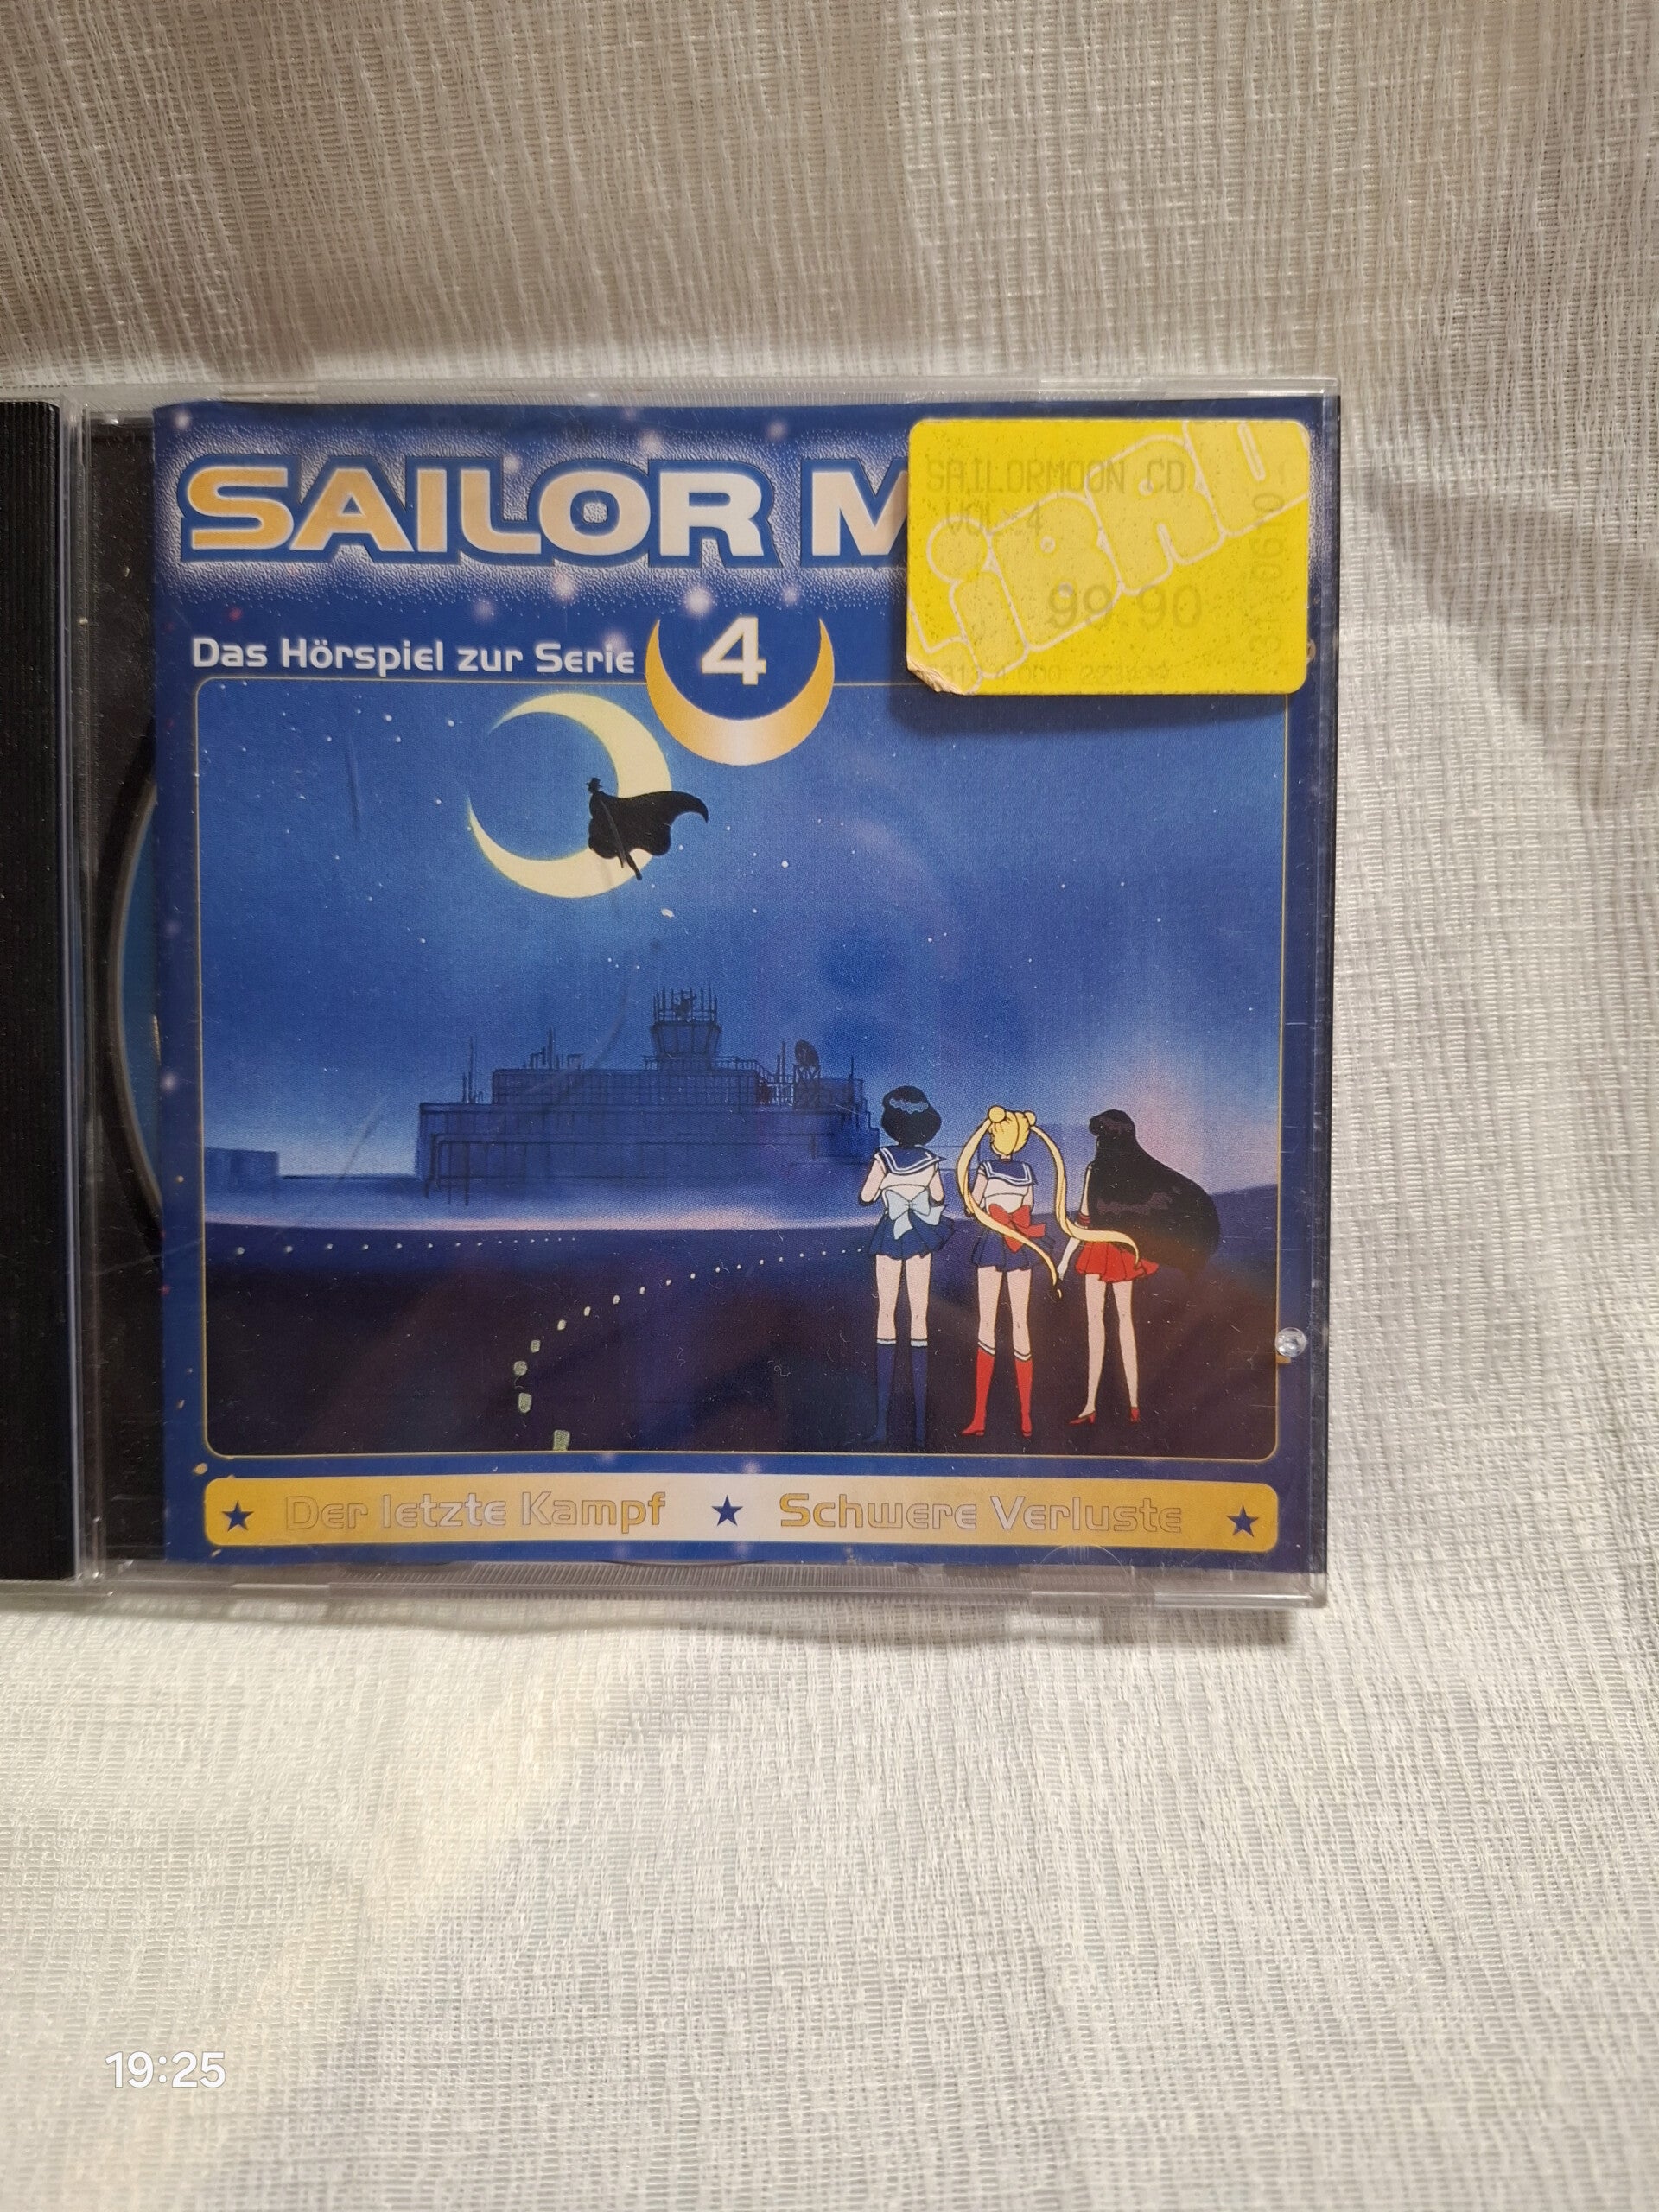 SAILOR M
SAILORMOON CD
VOL. 4
LiBRO
99.90
Das Hörspiel zur Serie
4
Der letzte Kampf ★ Schwere Verluste
19:25